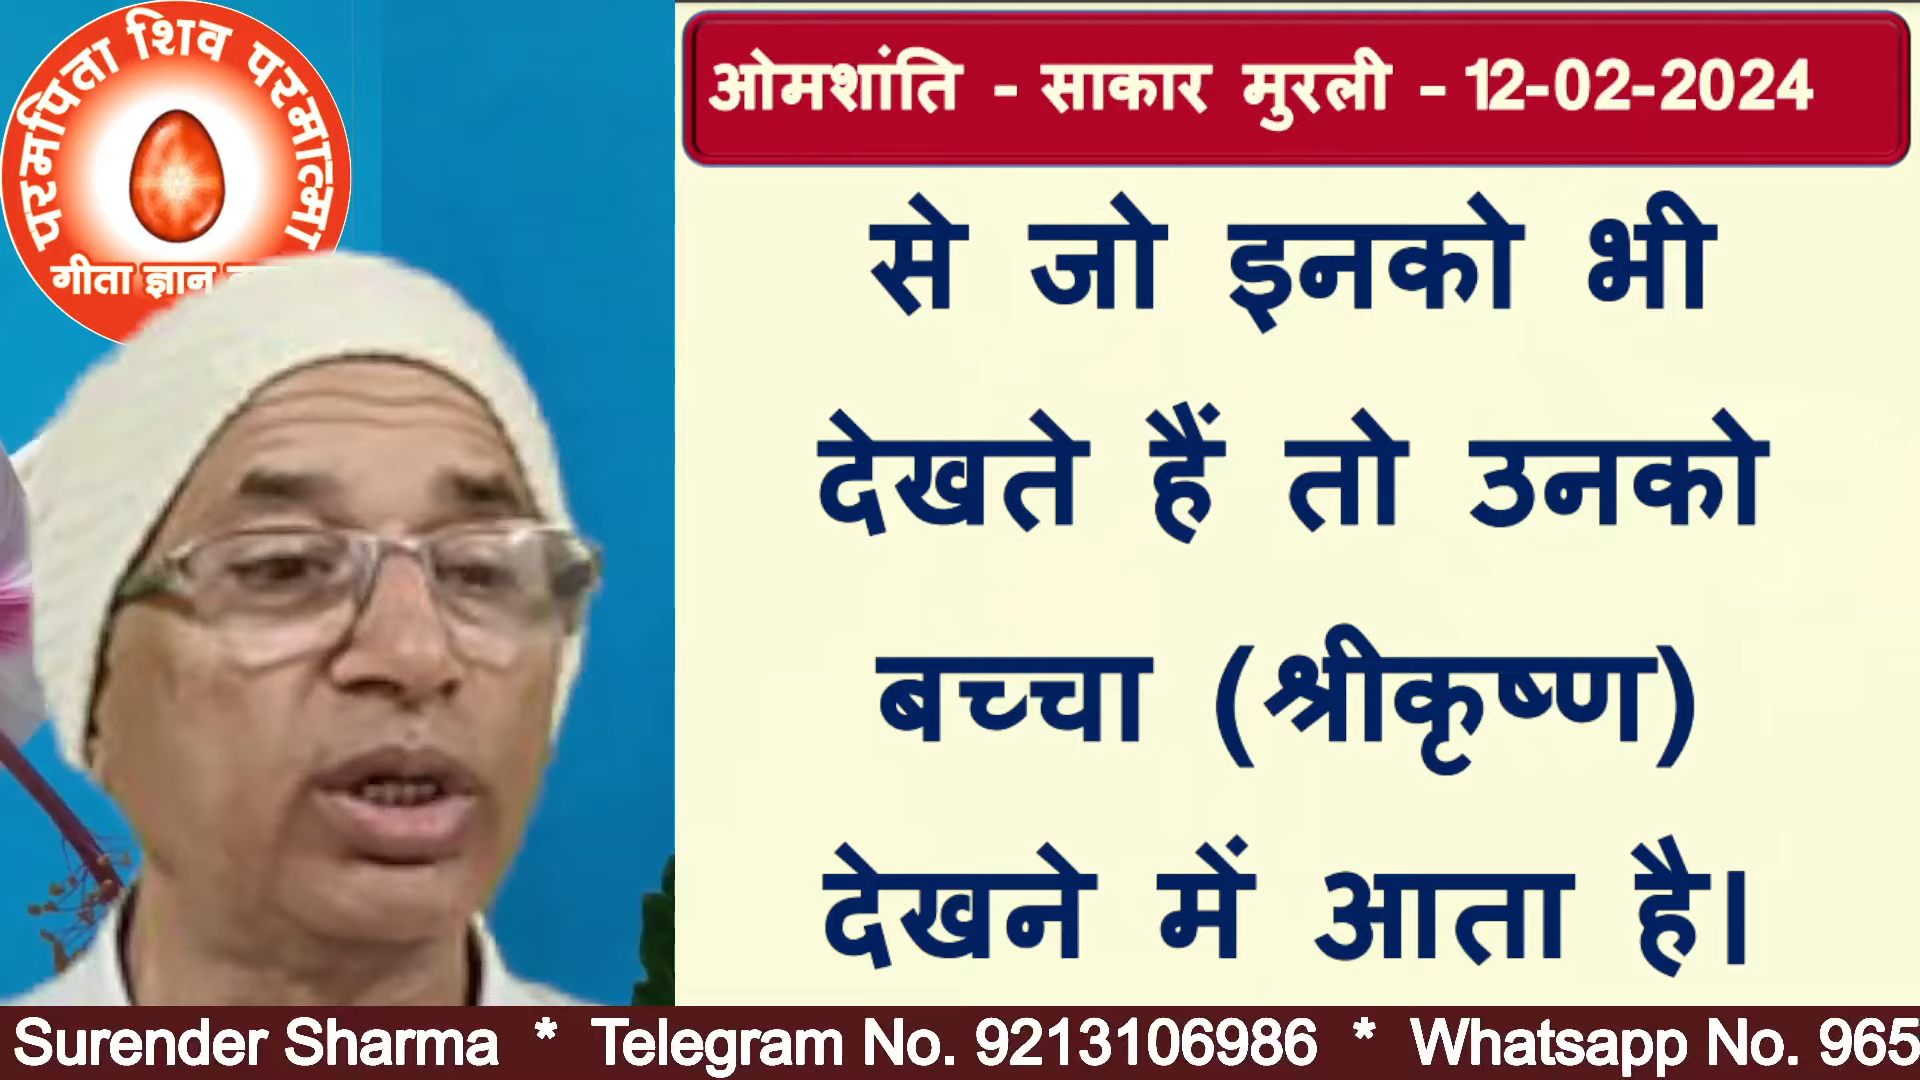 परमपिता शिव परमात्मा
गीता ज्ञान
ओमशांति - साकार मुरली - 12-02-2024
से जो इनको भी
देखते हैं तो उनको
बच्चा (श्रीकृष्ण)
देखने में आता है।
Surender Sharma * Telegram No. 9213106986 * Whatsapp No. 965